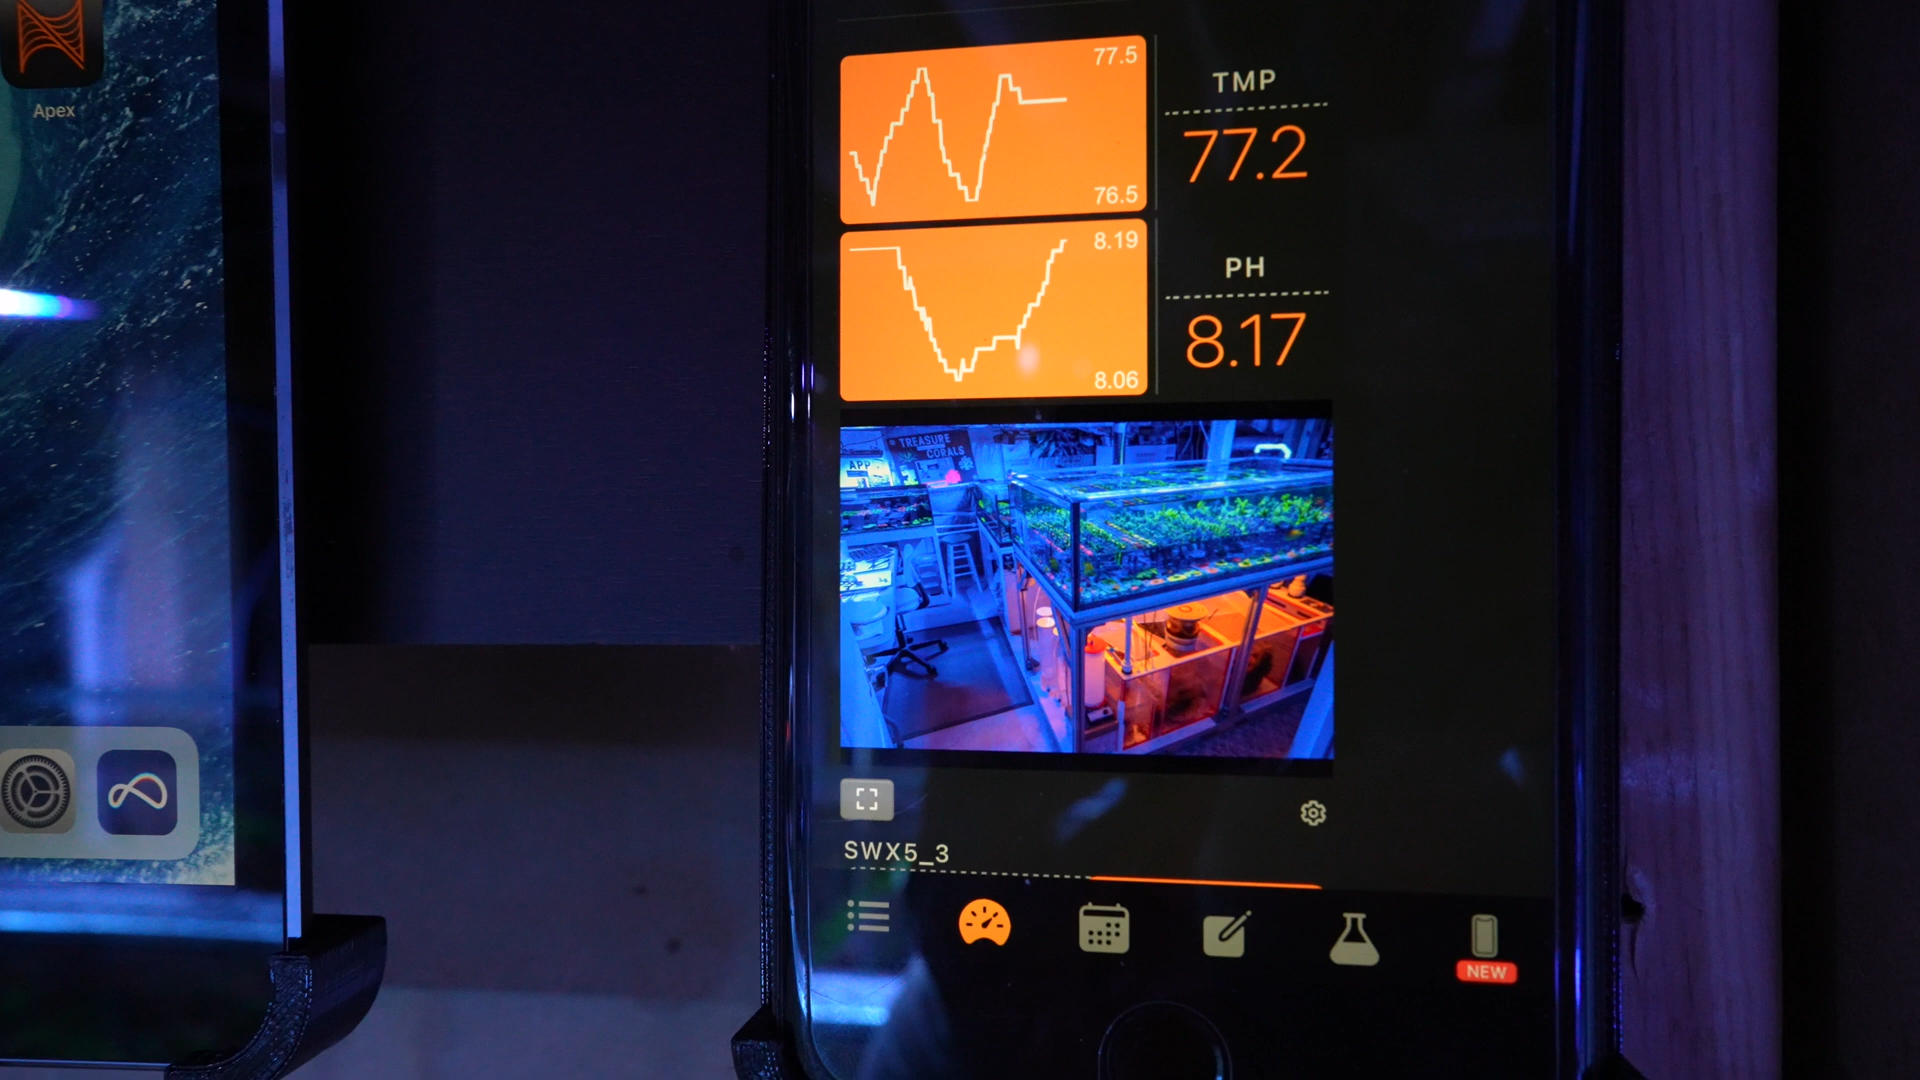 Apex
77.5
76.5
TMP
77.2
8.19
8.06
PH
8.17
TREASURE
CORALS
APP
SWX5_3
NEW